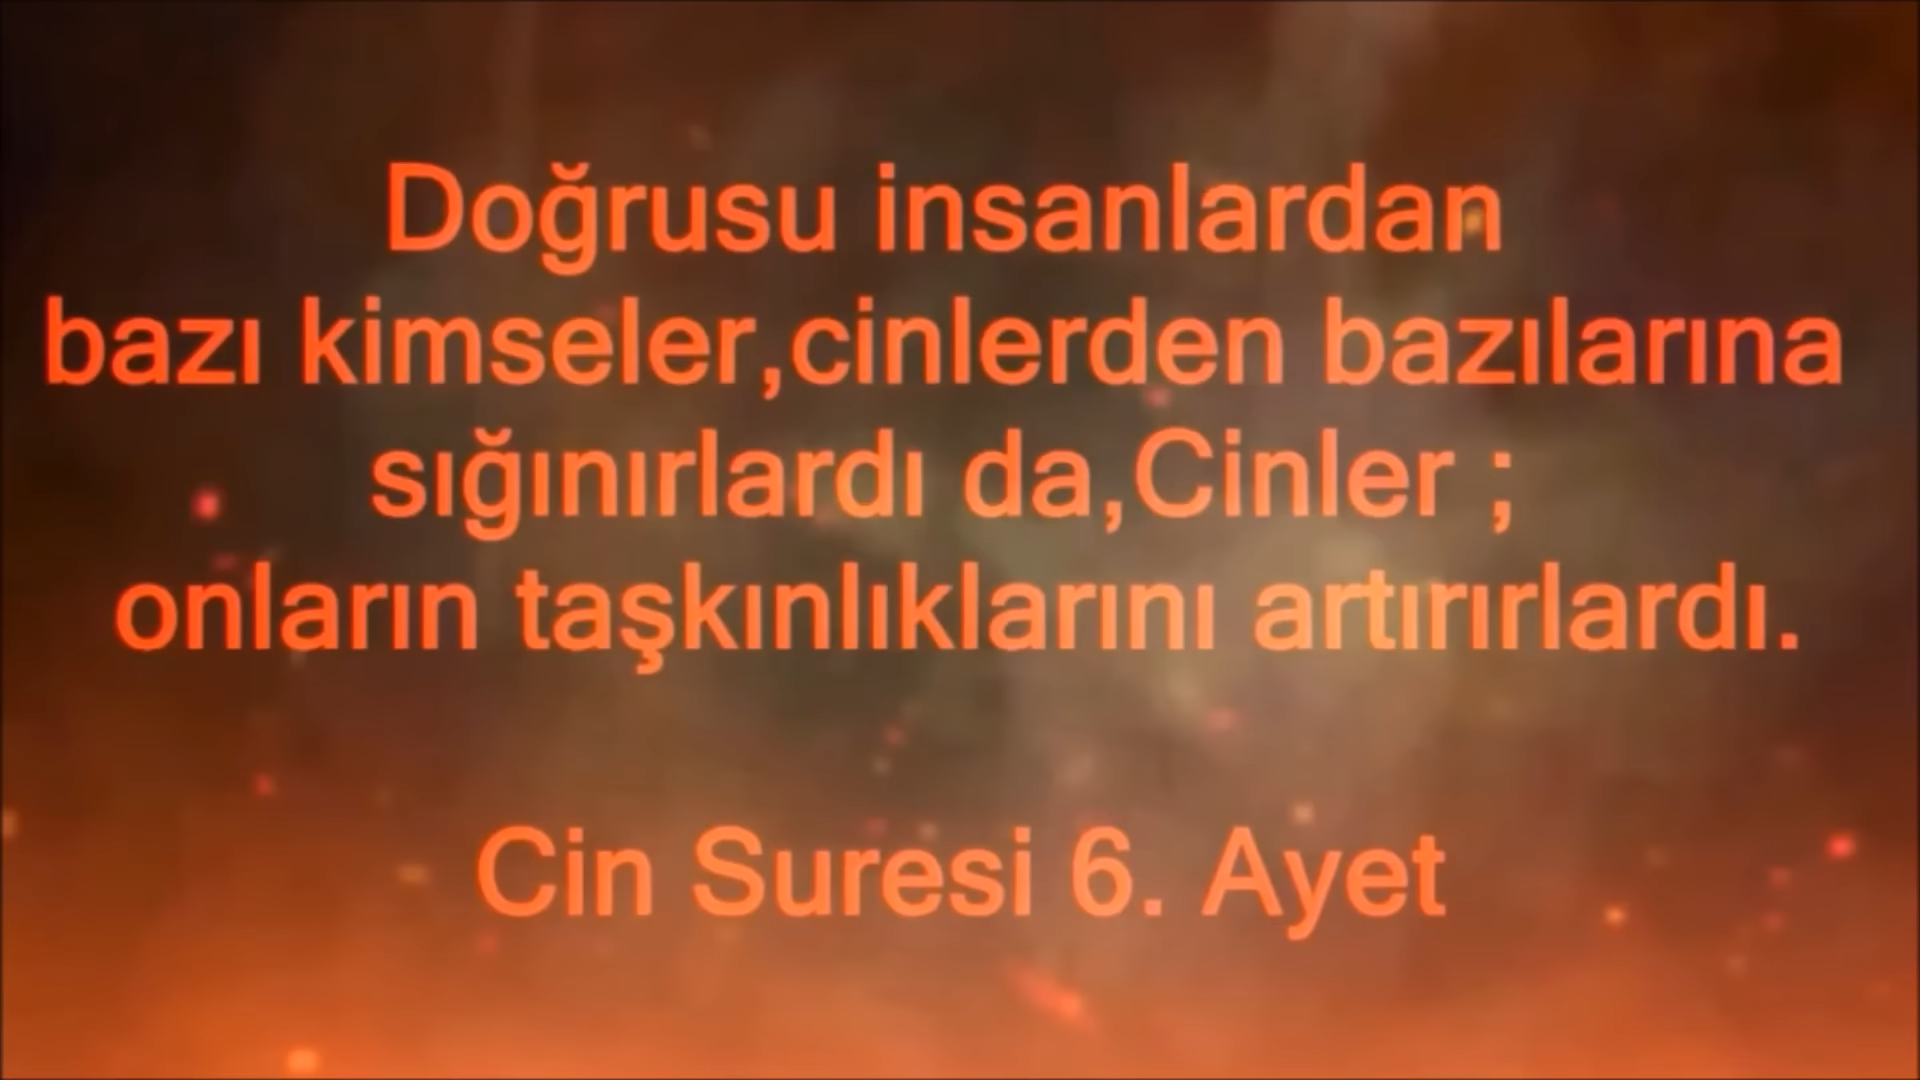 Doğrusu insanlardan
bazı kimseler,cinlerden bazılarına
sığınırlardı da,Cinler ;
onların taşkınlıklarını artırırlardı.
Cin Suresi 6. Ayet